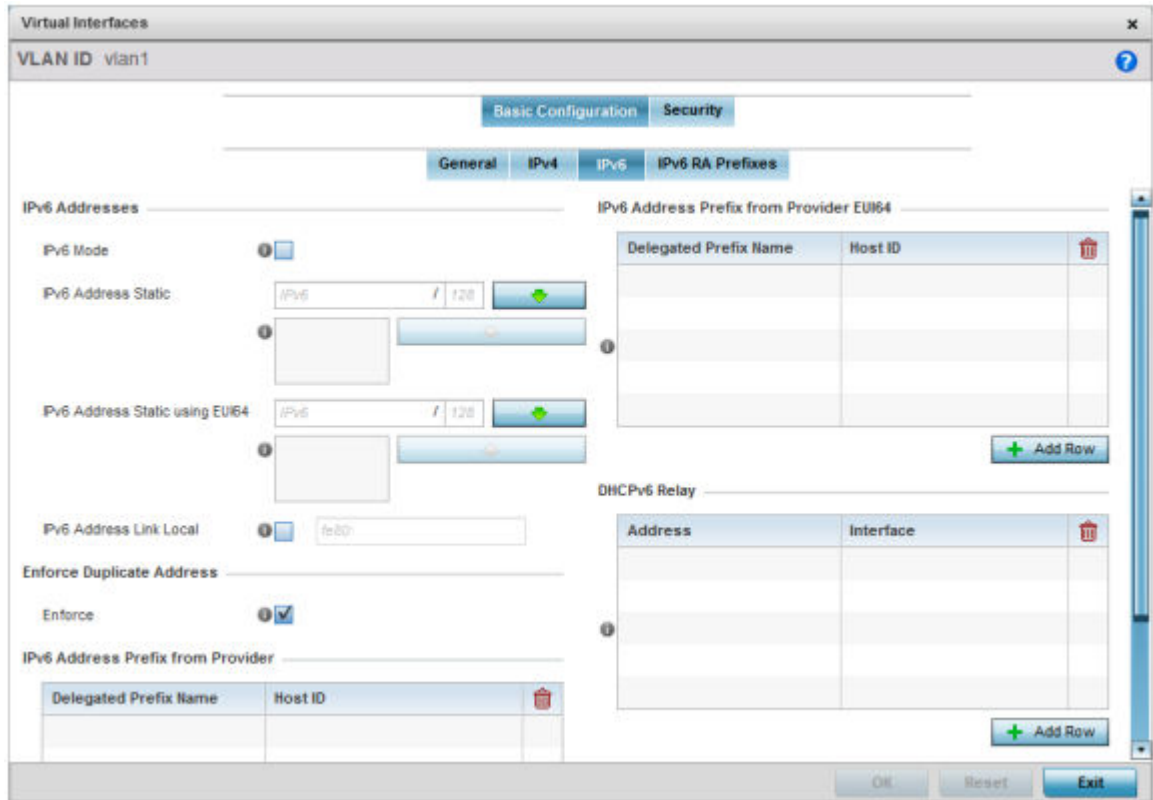 Virtual Interfaces
VLAN ID vlan1
Basic Configuration Security
General IPv4 IPv6 IPv6 RA Prefixes
IPv6 Addresses
IPv6 Mode
IPv6 Address Static
IPv6 / 128
IPv6 Address Static using EUI64
IPv6 / 128
IPv6 Address Link Local
fe80::
Enforce Duplicate Address
Enforce
IPv6 Address Prefix from Provider
Delegated Prefix Name Host ID
IPv6 Address Prefix from Provider EUI64
Delegated Prefix Name Host ID
Add Row
DHCPv6 Relay
Address Interface
Add Row
OK Reset Exit